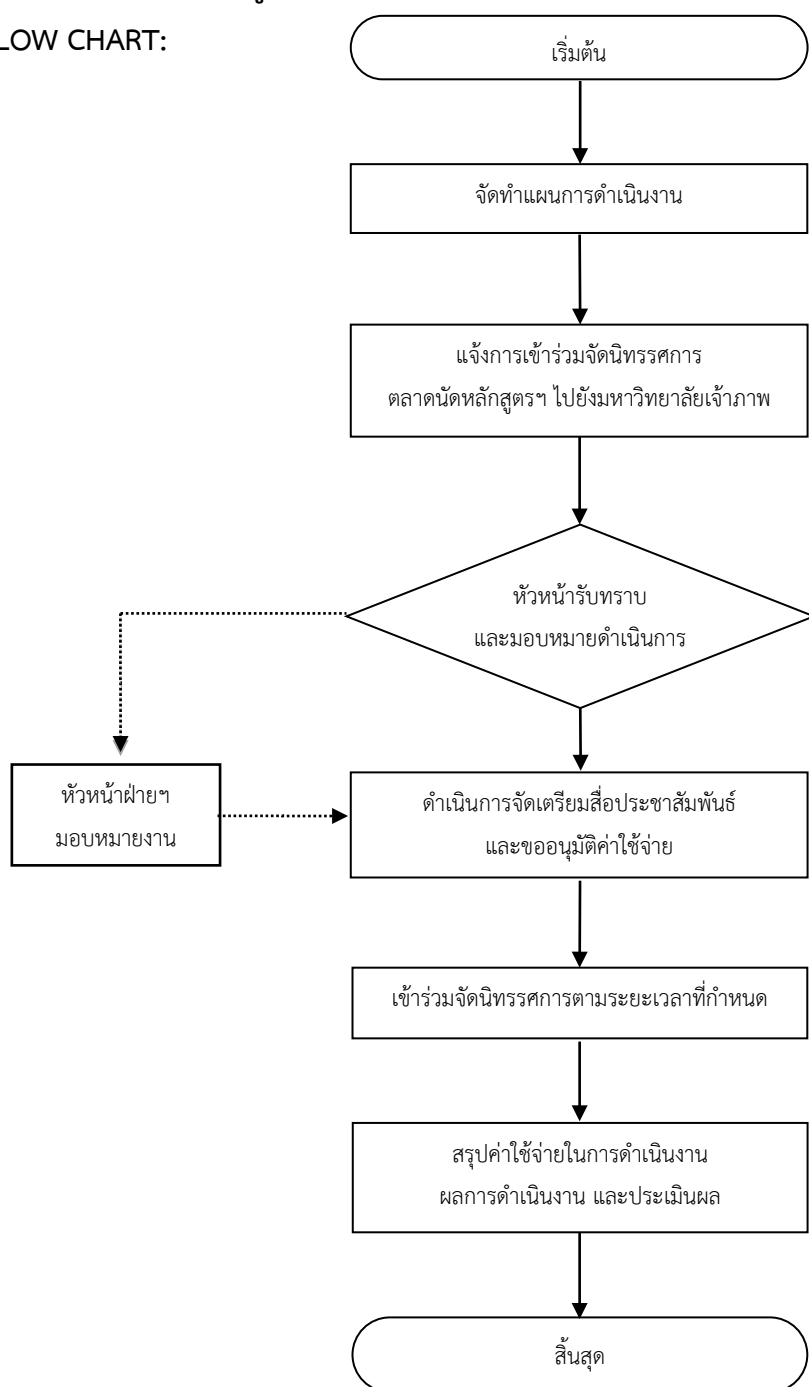 LOW CHART:
เริ่มต้น
จัดทำแผนการดำเนินงาน
แจ้งการเข้าร่วมจัดนิทรรศการ
ตลาดนัดหลักสูตรฯ ไปยังมหาวิทยาลัยเจ้าภาพ
หัวหน้ารับทราบ
และมอบหมายดำเนินการ
หัวหน้าฝ่ายฯ
มอบหมายงาน
ดำเนินการจัดเตรียมสื่อประชาสัมพันธ์
และขออนุมัติค่าใช้จ่าย
เข้าร่วมจัดนิทรรศการตามระยะเวลาที่กำหนด
สรุปค่าใช้จ่ายในการดำเนินงาน
ผลการดำเนินงาน และประเมินผล
สิ้นสุด